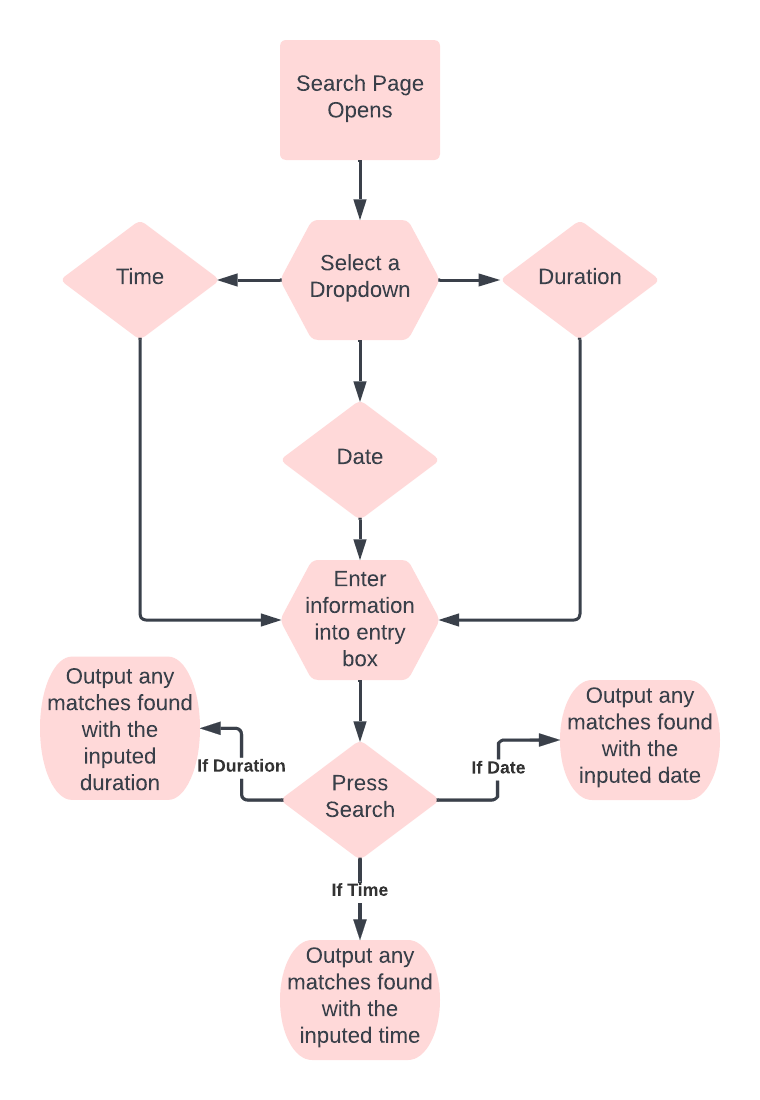 Search Page
Opens
Time
Select a
Dropdown
Duration
Date
Enter
information
into entry
box
Output any
matches found
with the
inputed
duration
If Duration
Press
Search
If Date
Output any
matches found
with the
inputed date
If Time
Output any
matches found
with the
inputed time